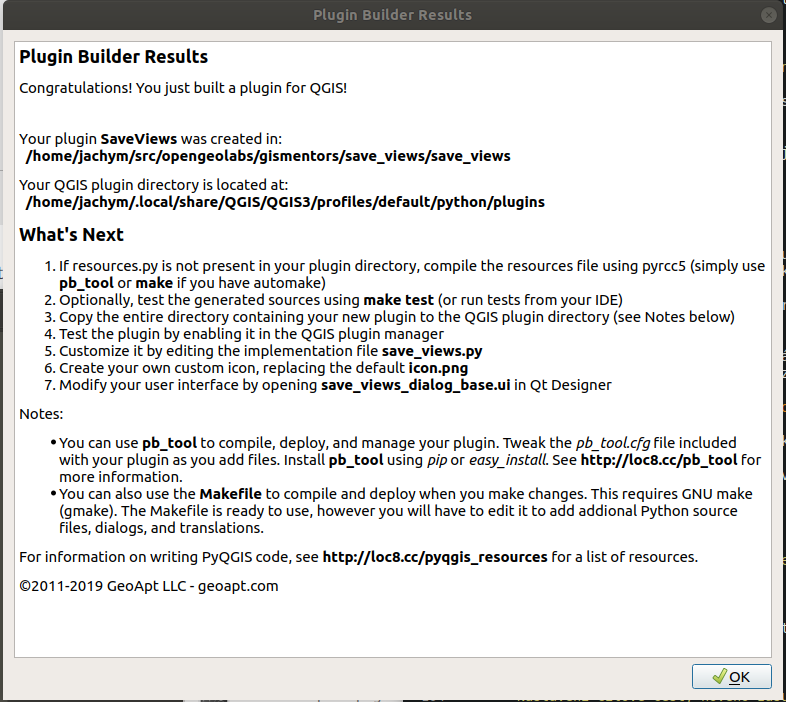 Plugin Builder Results
Plugin Builder Results
Congratulations! You just built a plugin for QGIS!
Your plugin SaveViews was created in:
/home/jachym/src/opengeolabs/gismentors/save_views/save_views
Your QGIS plugin directory is located at:
/home/jachym/.local/share/QGIS/QGIS3/profiles/default/python/plugins
What's Next
1. If resources.py is not present in your plugin directory, compile the resources file using pyrcc5 (simply use
pb_tool or make if you have automake)
2. Optionally, test the generated sources using make test (or run tests from your IDE)
3. Copy the entire directory containing your new plugin to the QGIS plugin directory (see Notes below)
4. Test the plugin by enabling it in the QGIS plugin manager
5. Customize it by editing the implementation file save_views.py
6. Create your own custom icon, replacing the default icon.png
7. Modify your user interface by opening save_views_dialog_base.ui in Qt Designer
Notes:
• You can use pb_tool to compile, deploy, and manage your plugin. Tweak the pb_tool.cfg file included
with your plugin as you add files. Install pb_tool using pip or easy_install. See http://loc8.cc/pb_tool for
more information.
• You can also use the Makefile to compile and deploy when you make changes. This requires GNU make
(gmake). The Makefile is ready to use, however you will have to edit it to add addional Python source
files, dialogs, and translations.
For information on writing PyQGIS code, see http://loc8.cc/pyqgis_resources for a list of resources.
©2011-2019 GeoApt LLC - geoapt.com
OK